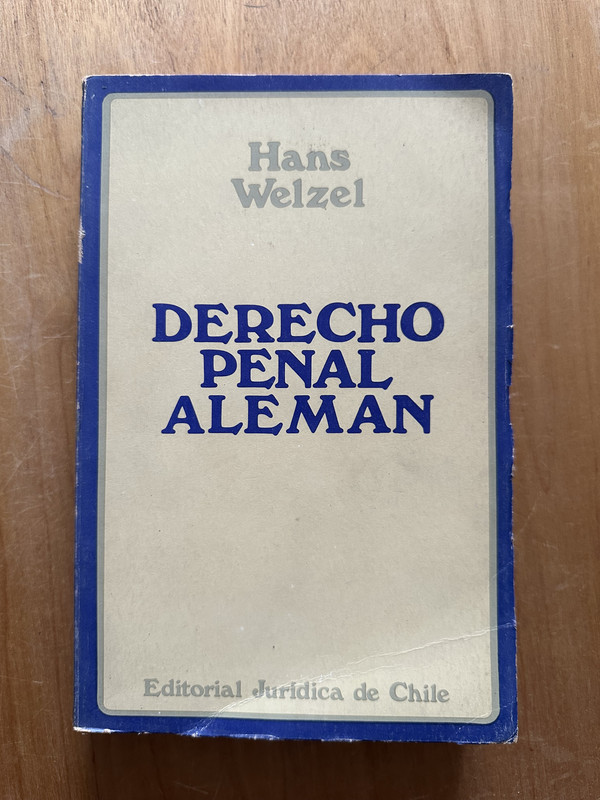 Hans
Welzel
DERECHO
PENAL
ALEMAN
Editorial Jurídica de Chile